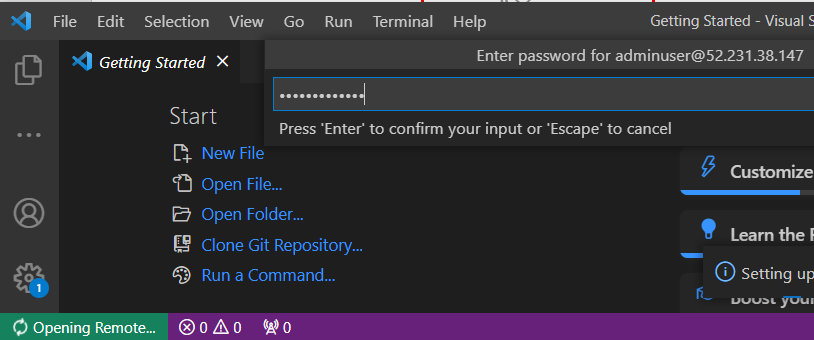 File Edit Selection View Go Run Terminal Help Getting Started - Visual S
Enter password for adminuser@52.231.38.147
Getting Started
•••••••••••••
Press 'Enter' to confirm your input or 'Escape' to cancel
Start
New File
Open File...
Open Folder...
Clone Git Repository...
Run a Command...
Customize
Learn the F
Setting up
Boost your
1
Opening Remote... 0 0 0